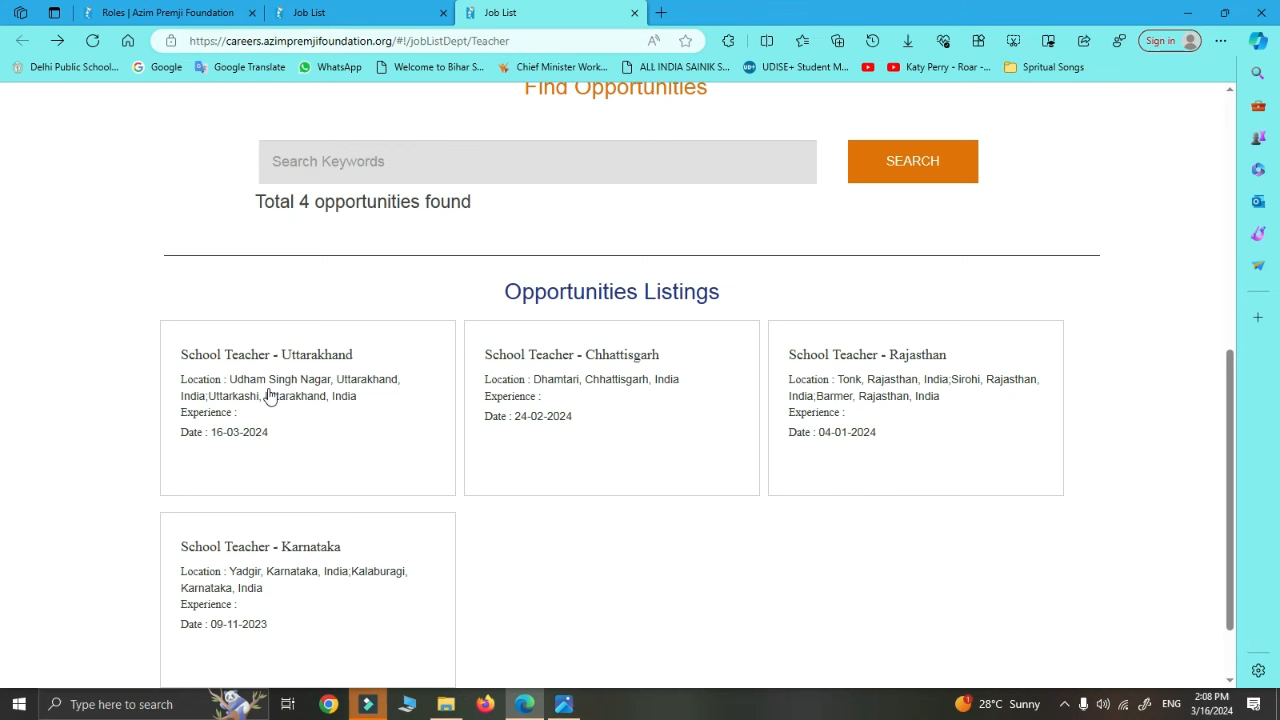 Roles | Azim Premji Foundation
Job List
Job List
https://careers.azimpremjifoundation.org/#!/jobListDept/Teacher
Sign in
Delhi Public School...
Google
Google Translate
WhatsApp
Welcome to Bihar S...
Chief Minister Work...
ALL INDIA SAINIK S...
UDISE+ Student M...
Katy Perry - Roar -...
Spritual Songs
Find Opportunities
Search Keywords
SEARCH
Total 4 opportunities found
Opportunities Listings
School Teacher - Uttarakhand
Location : Udham Singh Nagar, Uttarakhand,
India;Uttarkashi, Uttarakhand, India
Experience :
Date : 16-03-2024
School Teacher - Chhattisgarh
Location : Dhamtari, Chhattisgarh, India
Experience :
Date : 24-02-2024
School Teacher - Rajasthan
Location : Tonk, Rajasthan, India;Sirohi, Rajasthan,
India;Barmer, Rajasthan, India
Experience :
Date : 04-01-2024
School Teacher - Karnataka
Location : Yadgir, Karnataka, India;Kalaburagi,
Karnataka, India
Experience :
Date : 09-11-2023
Type here to search
28°C Sunny
ENG
2:08 PM
3/16/2024